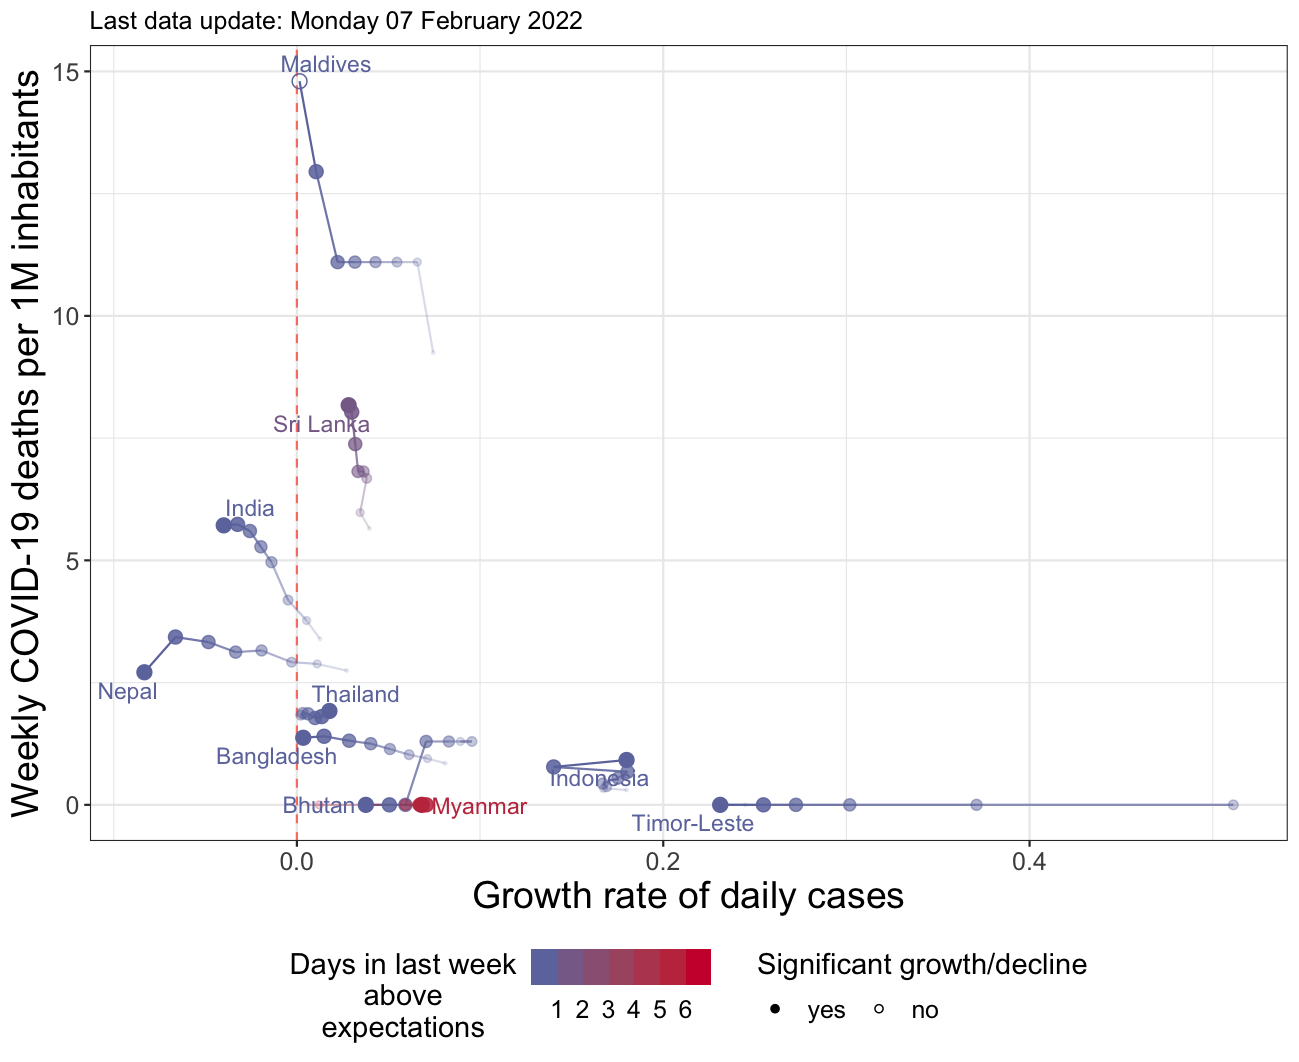 Last data update: Monday 07 February 2022
Weekly COVID-19 deaths per 1M inhabitants
15
10
5
0
Maldives
Sri Lanka
India
Nepal
Thailand
Bangladesh
Indonesia
Bhutan
Myanmar
Timor-Leste
0.0
0.2
0.4
Growth rate of daily cases
Days in last week
above
expectations
1 2 3 4 5 6
Significant growth/decline
yes no